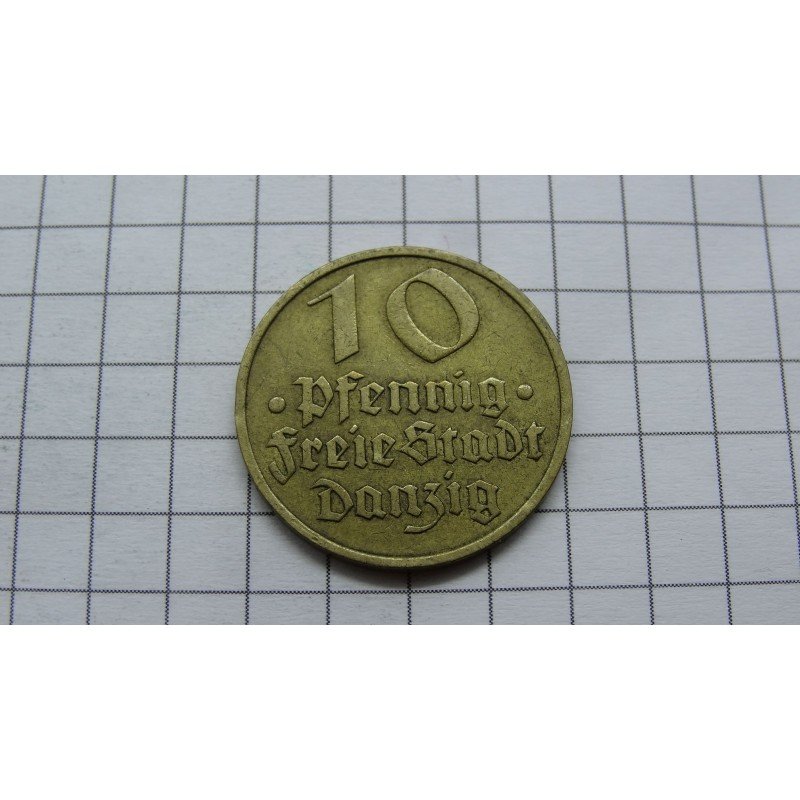 10
• Pfennig •
Freie Stadt
Danzig